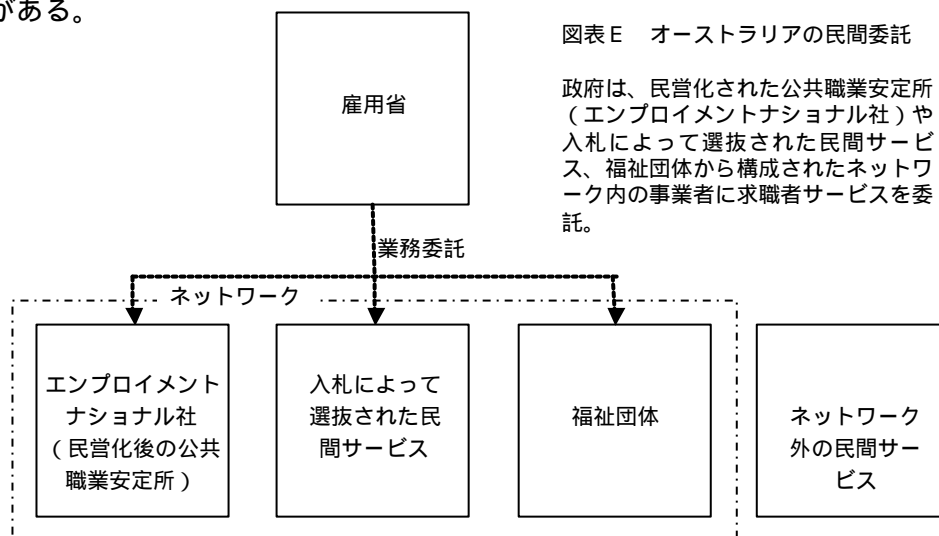 がある。
図表E オーストラリアの民間委託
政府は、民営化された公共職業安定所
(エンプロイメントナショナル社)や
入札によって選抜された民間サービ
ス、福祉団体から構成されたネットワ
ーク内の事業者に求職者サービスを委
託。
雇用省
業務委託
ネットワーク
エンプロイメント
ナショナル社
(民営化後の公共
職業安定所)
入札によって
選抜された民
間サービス
福祉団体
ネットワーク
外の民間サー
ビス